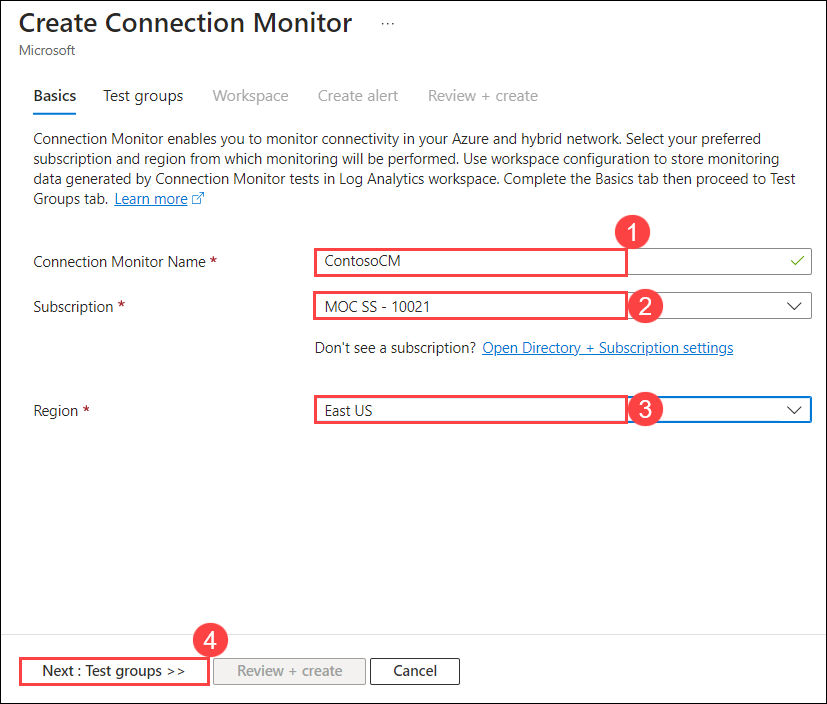 Create Connection Monitor ...
Microsoft
Basics Test groups Workspace Create alert Review + create
Connection Monitor enables you to monitor connectivity in your Azure and hybrid network. Select your preferred
subscription and region from which monitoring will be performed. Use workspace configuration to store monitoring
data generated by Connection Monitor tests in Log Analytics workspace. Complete the Basics tab then proceed to Test
Groups tab. Learn more
1
Connection Monitor Name * ContosoCM
Subscription * MOC SS - 10021 2
Don't see a subscription? Open Directory + Subscription settings
Region * East US 3
4
Next : Test groups >> Review + create Cancel